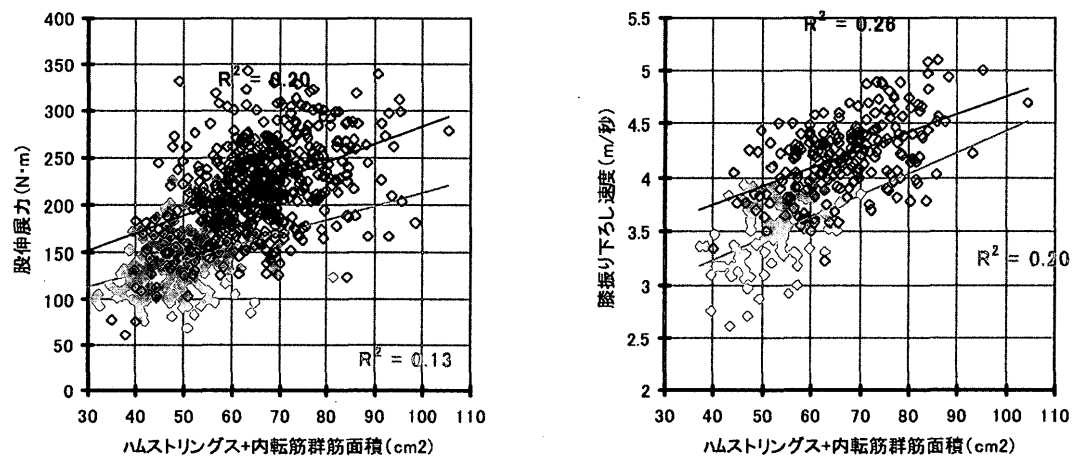 400
350
300
250
200
150
100
50
0
股伸展力(N・m)
R² = 0.20
R² = 0.13
30 40 50 60 70 80 90 100 110
ハムストリングス+内転筋群筋面積(cm2)
5.5
5
4.5
4
3.5
3
2.5
2
膝振り下ろし速度(m/秒)
R² = 0.26
R² = 0.20
30 40 50 60 70 80 90 100 110
ハムストリングス+内転筋群筋面積(cm2)